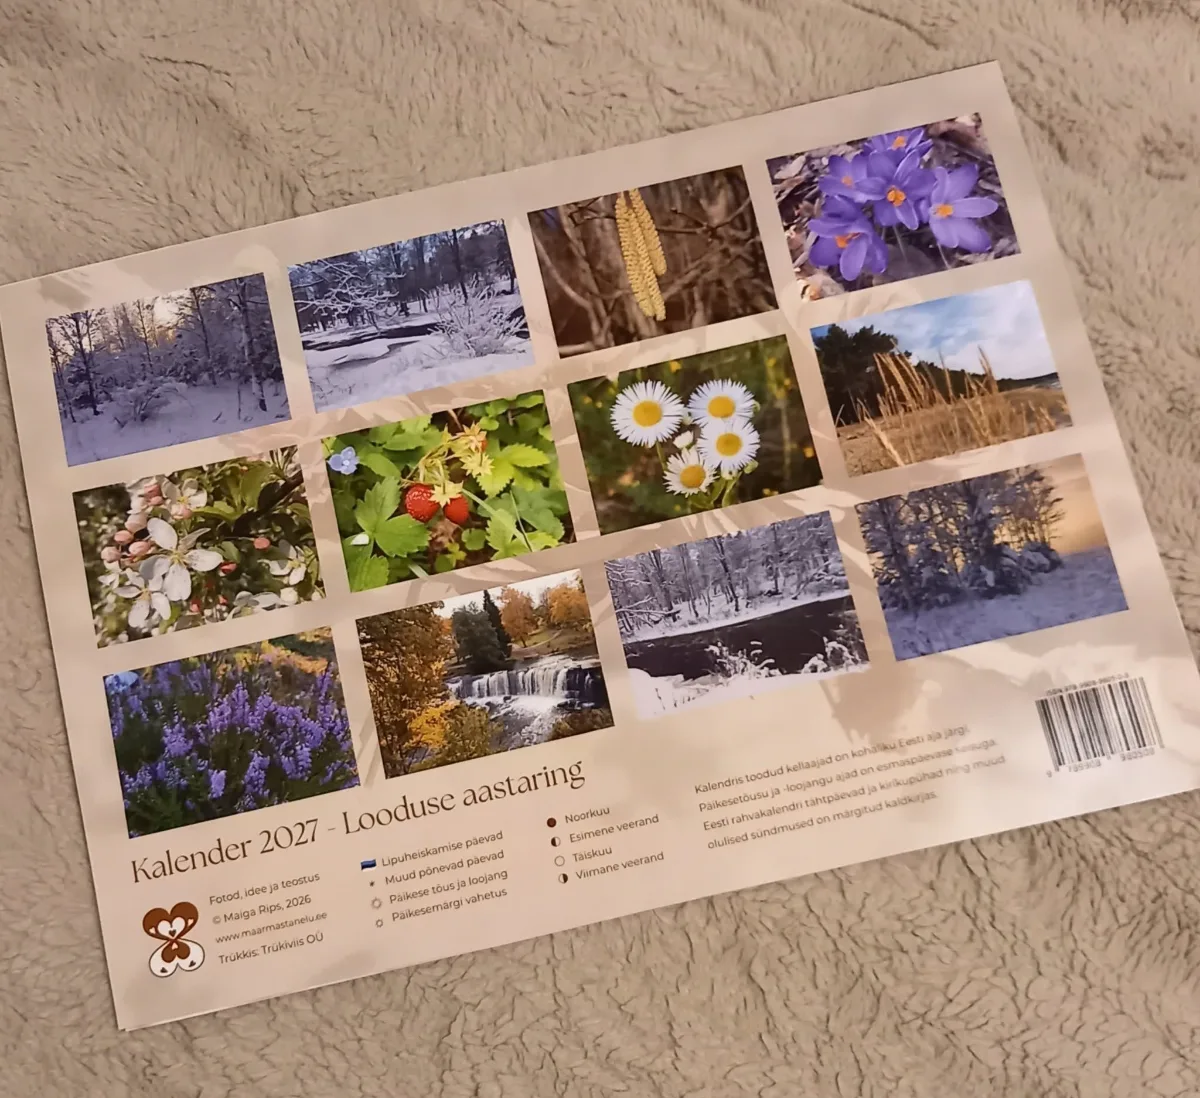 Kalender 2027 - Looduse aastaring
Fotod, idee ja teostus
© Maiga Rips, 2026
www.maarmastanelu.ee
Trükkis: Trükiviis OÜ
Lipuheiskamise päevad
Muud põnevad päevad
Päikese tõus ja loojang
Päikesemärgi vahetus
Noorkuu
Esimene veerand
Täiskuu
Viimane veerand
Kalendris toodud kellaajad on kohaliku Eesti aja järgi.
Päikesetõusu ja -loojangu ajad on esmaspäevase seisuga.
Eesti rahvakalendri tähtpäevad ja kirikupühad ning muud
olulised sündmused on märgitud kaldkirjas.